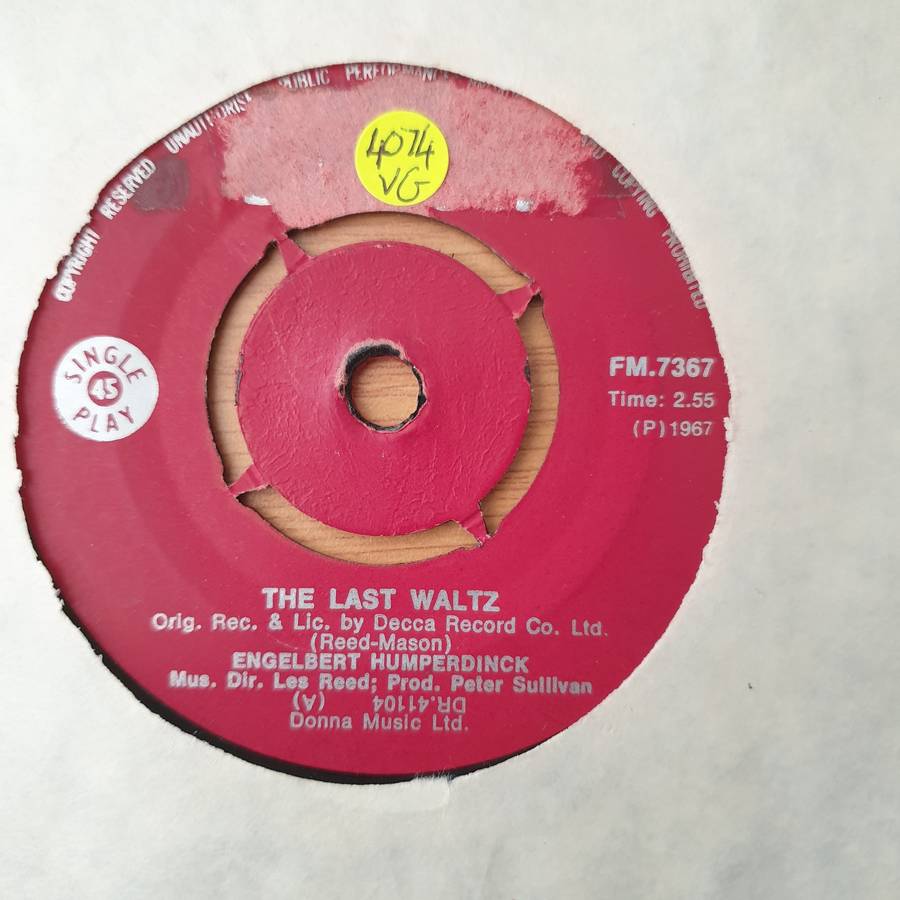 COPYRIGHT RESERVED UNAUTHORISE PUBLIC PERFORMANC COPYING PROHIBITED
4074
VG
SINGLE
45
PLAY
FM.7367
Time: 2.55
(P) 1967
THE LAST WALTZ
Orig. Rec. & Lic. by Decca Record Co. Ltd.
(Reed-Mason)
ENGELBERT HUMPERDINCK
Mus. Dir. Les Reed; Prod. Peter Sullivan
DR.41104 (A)
Donna Music Ltd.